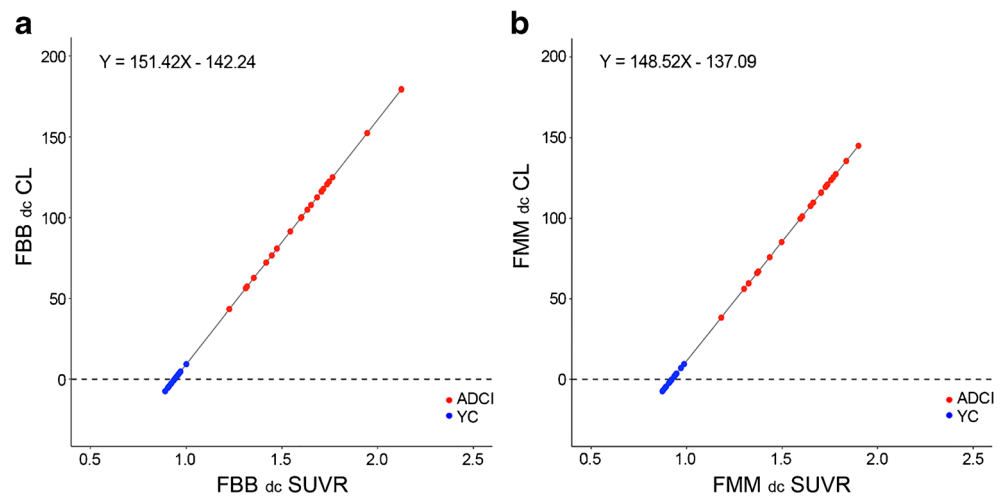 a
Y = 151.42X - 142.24
200
150
100
50
0
FBB dc CL
ADCI
YC
0.5 1.0 1.5 2.0 2.5
FBB dc SUVR
b
Y = 148.52X - 137.09
200
150
100
50
0
FMM dc CL
ADCI
YC
0.5 1.0 1.5 2.0 2.5
FMM dc SUVR